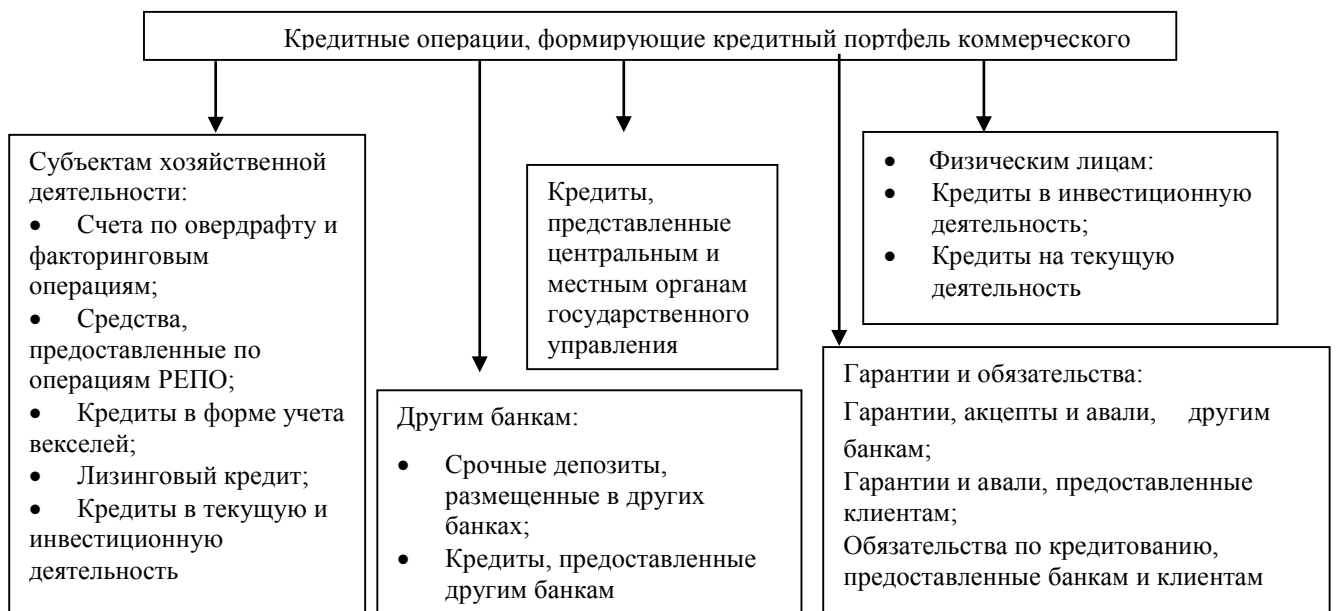 Кредитные операции, формирующие кредитный портфель коммерческого
Субъектам хозяйственной
деятельности:
• Счета по овердрафту и
факторинговым
операциям;
• Средства,
предоставленные по
операциям РЕПО;
• Кредиты в форме учета
векселей;
• Лизинговый кредит;
• Кредиты в текущую и
инвестиционную
деятельность
Другим банкам:
• Срочные депозиты,
размещенные в других
банках;
• Кредиты, предоставленные
другим банкам
Кредиты,
представленные
центральным и
местным органам
государственного
управления
• Физическим лицам:
• Кредиты в инвестиционную
деятельность;
• Кредиты на текущую
деятельность
Гарантии и обязательства:
Гарантии, акцепты и авали, другим
банкам;
Гарантии и авали, предоставленные
клиентам;
Обязательства по кредитованию,
предоставленные банкам и клиентам